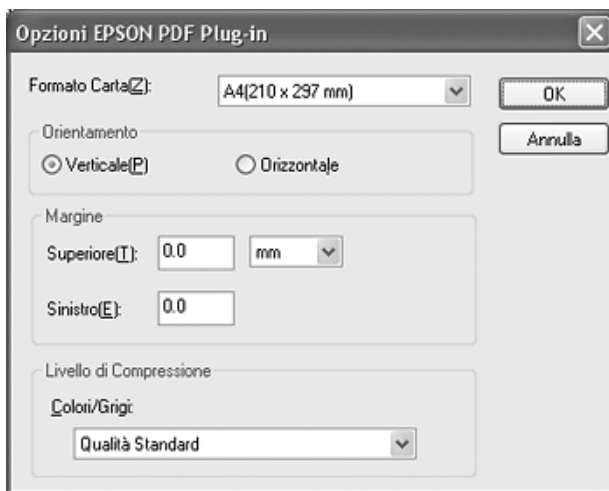 Opzioni EPSON PDF Plug-in
Formato Carta(Z):
A4(210 x 297 mm)
OK
Annulla
Orientamento
Verticale(P)
Orizzontale
Margine
Superiore(T):
0.0
mm
Sinistro(E):
0.0
Livello di Compressione
Colori/Grigi:
Qualità Standard